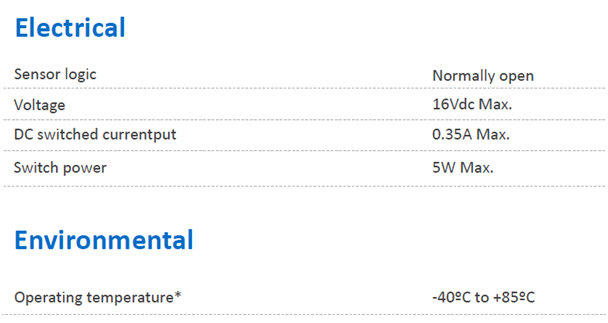 Electrical
Sensor logic Normally open
Voltage 16Vdc Max.
DC switched currentput 0.35A Max.
Switch power 5W Max.
Environmental
Operating temperature* -40ºC to +85ºC